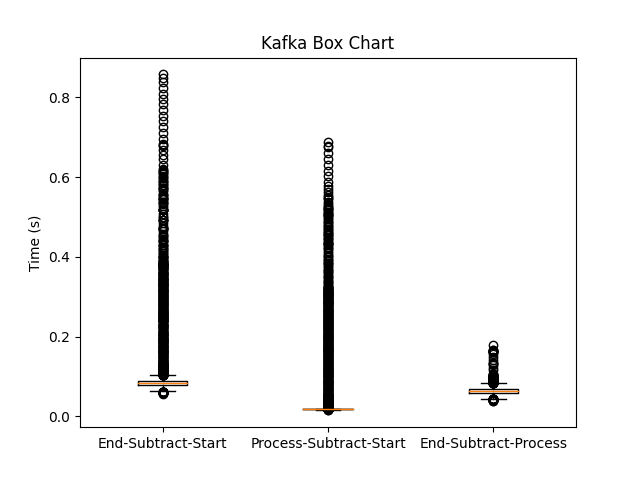 Kafka Box Chart
Time (s)
0.8
0.6
0.4
0.2
0.0
End-Subtract-Start
Process-Subtract-Start
End-Subtract-Process